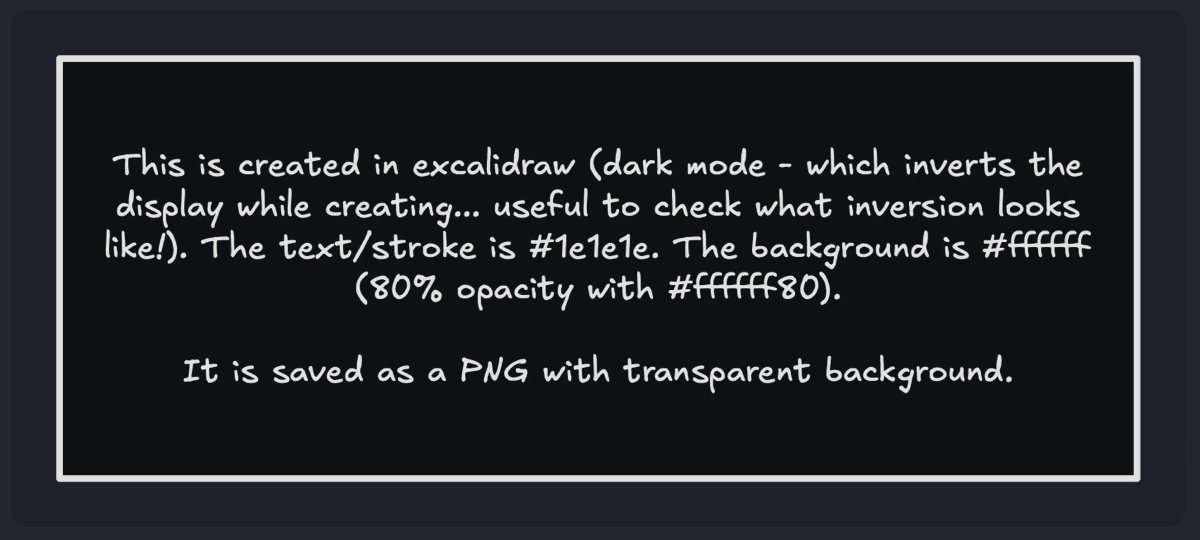 This is created in excalidraw (dark mode - which inverts the
display while creating... useful to check what inversion looks
like!). The text/stroke is #1e1e1e. The background is #ffffff
(80% opacity with #ffffff80).
It is saved as a PNG with transparent background.